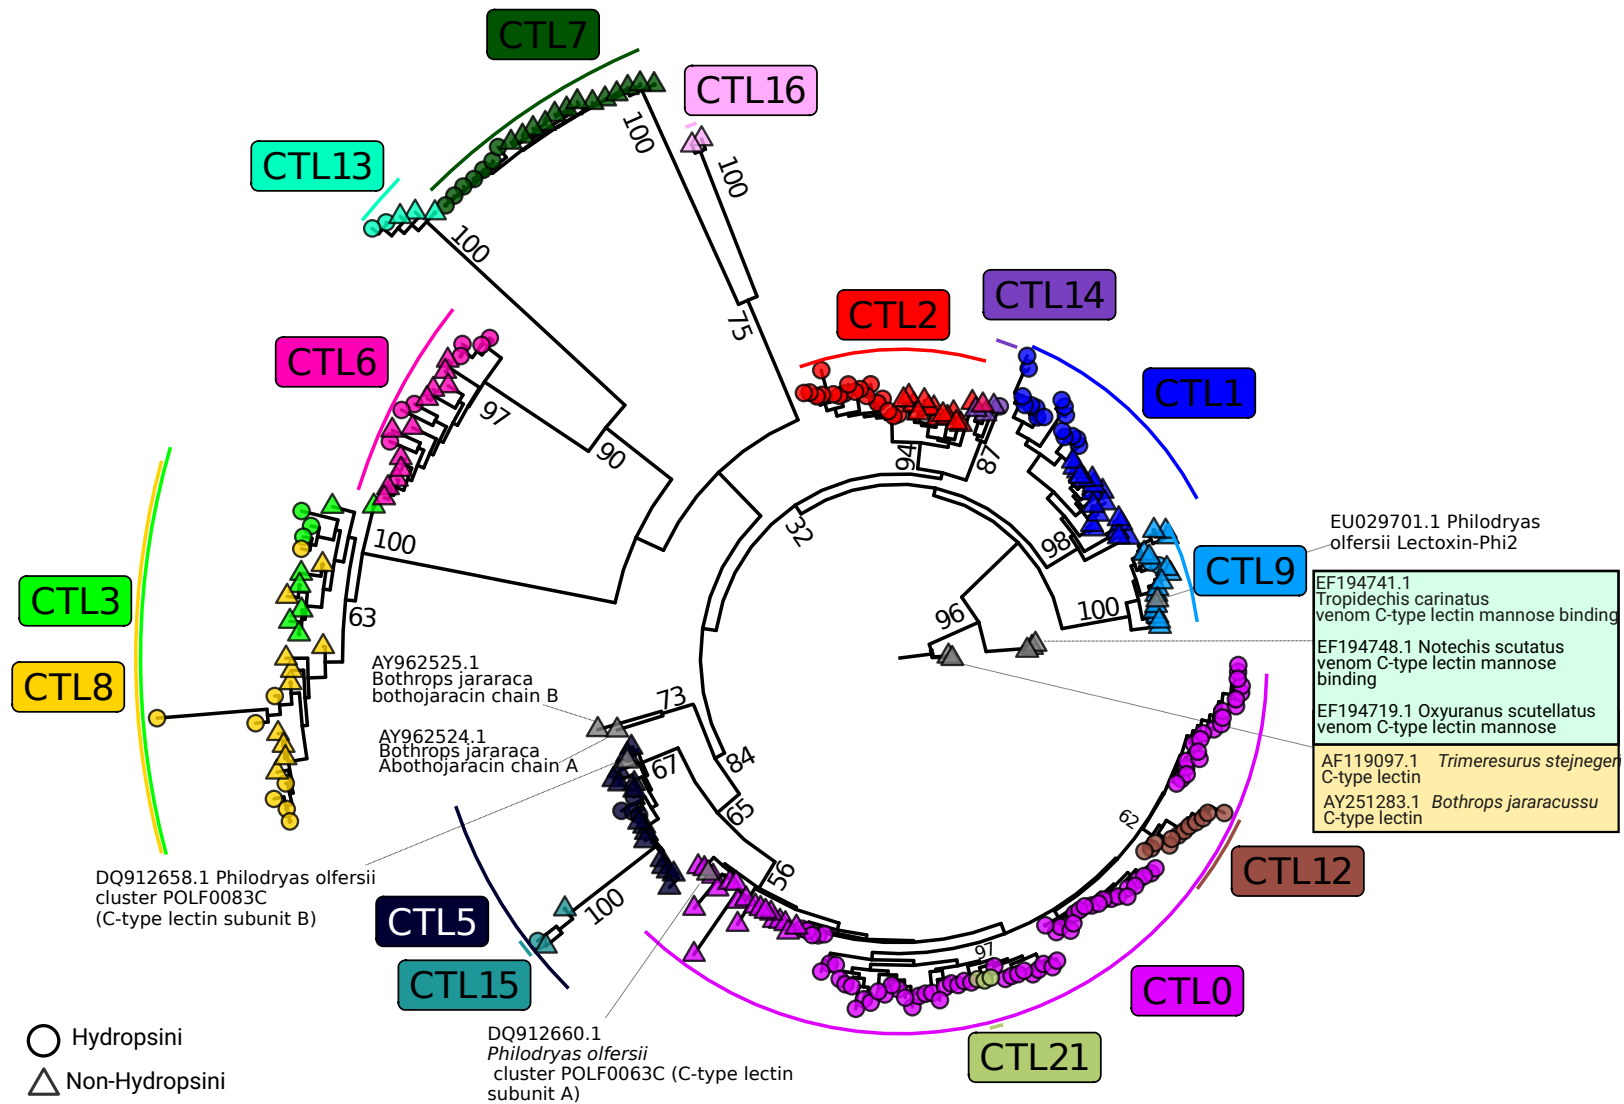 CTL7
CTL16
CTL13
100
100
100
CTL14
CTL2
75
CTL6
CTL1
97
90
94
87
32
98
100
EU029701.1 Philodryas
olfersii Lectoxin-Phi2
CTL9
EF194741.1
Tropidechis carinatus
venom C-type lectin mannose binding
EF194748.1 Notechis scutatus
venom C-type lectin mannose
binding
EF194719.1 Oxyuranus scutellatus
venom C-type lectin mannose
AF119097.1 Trimeresurus stejnegeri
C-type lectin
AY251283.1 Bothrops jararacussu
C-type lectin
CTL3
63
96
100
CTL8
AY962525.1
Bothrops jararaca
bothojaracin chain B
73
AY962524.1
Bothrops jararaca
Abothojaracin chain A
67
84
65
62
56
CTL12
DQ912658.1 Philodryas olfersii
cluster POLF0083C
(C-type lectin subunit B)
CTL5
100
97
CTL15
CTL0
CTL21
Hydropsini
Non-Hydropsini
DQ912660.1
Philodryas olfersii
cluster POLF0063C (C-type lectin
subunit A)